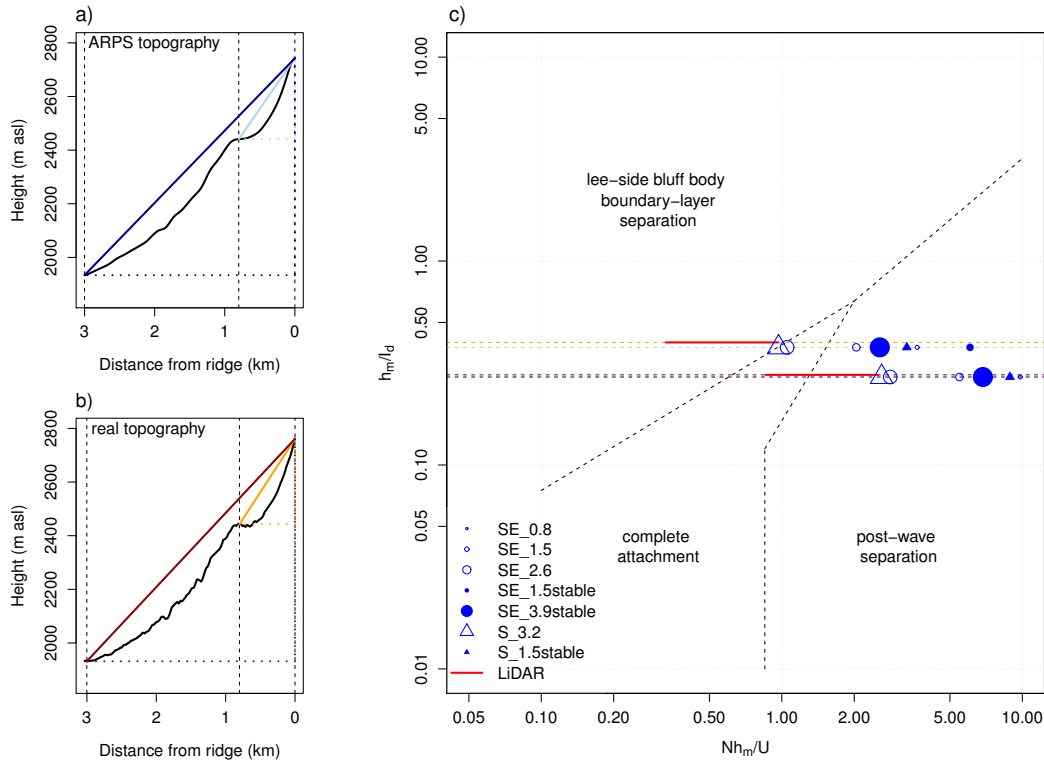 a)
ARPS topography
Height (m asl)
2800
2600
2400
2200
2000
3
2
1
0
Distance from ridge (km)
b)
real topography
Height (m asl)
2800
2600
2400
2200
2000
3
2
1
0
Distance from ridge (km)
c)
h_m/l_d
10.00
5.00
1.00
0.50
0.10
0.05
0.01
lee−side bluff body
boundary−layer
separation
complete
attachment
post−wave
separation
SE_0.8
SE_1.5
SE_2.6
SE_1.5stable
SE_3.9stable
S_3.2
S_1.5stable
LiDAR
0.05
0.10
0.20
0.50
1.00
2.00
5.00
10.00
Nh_m/U